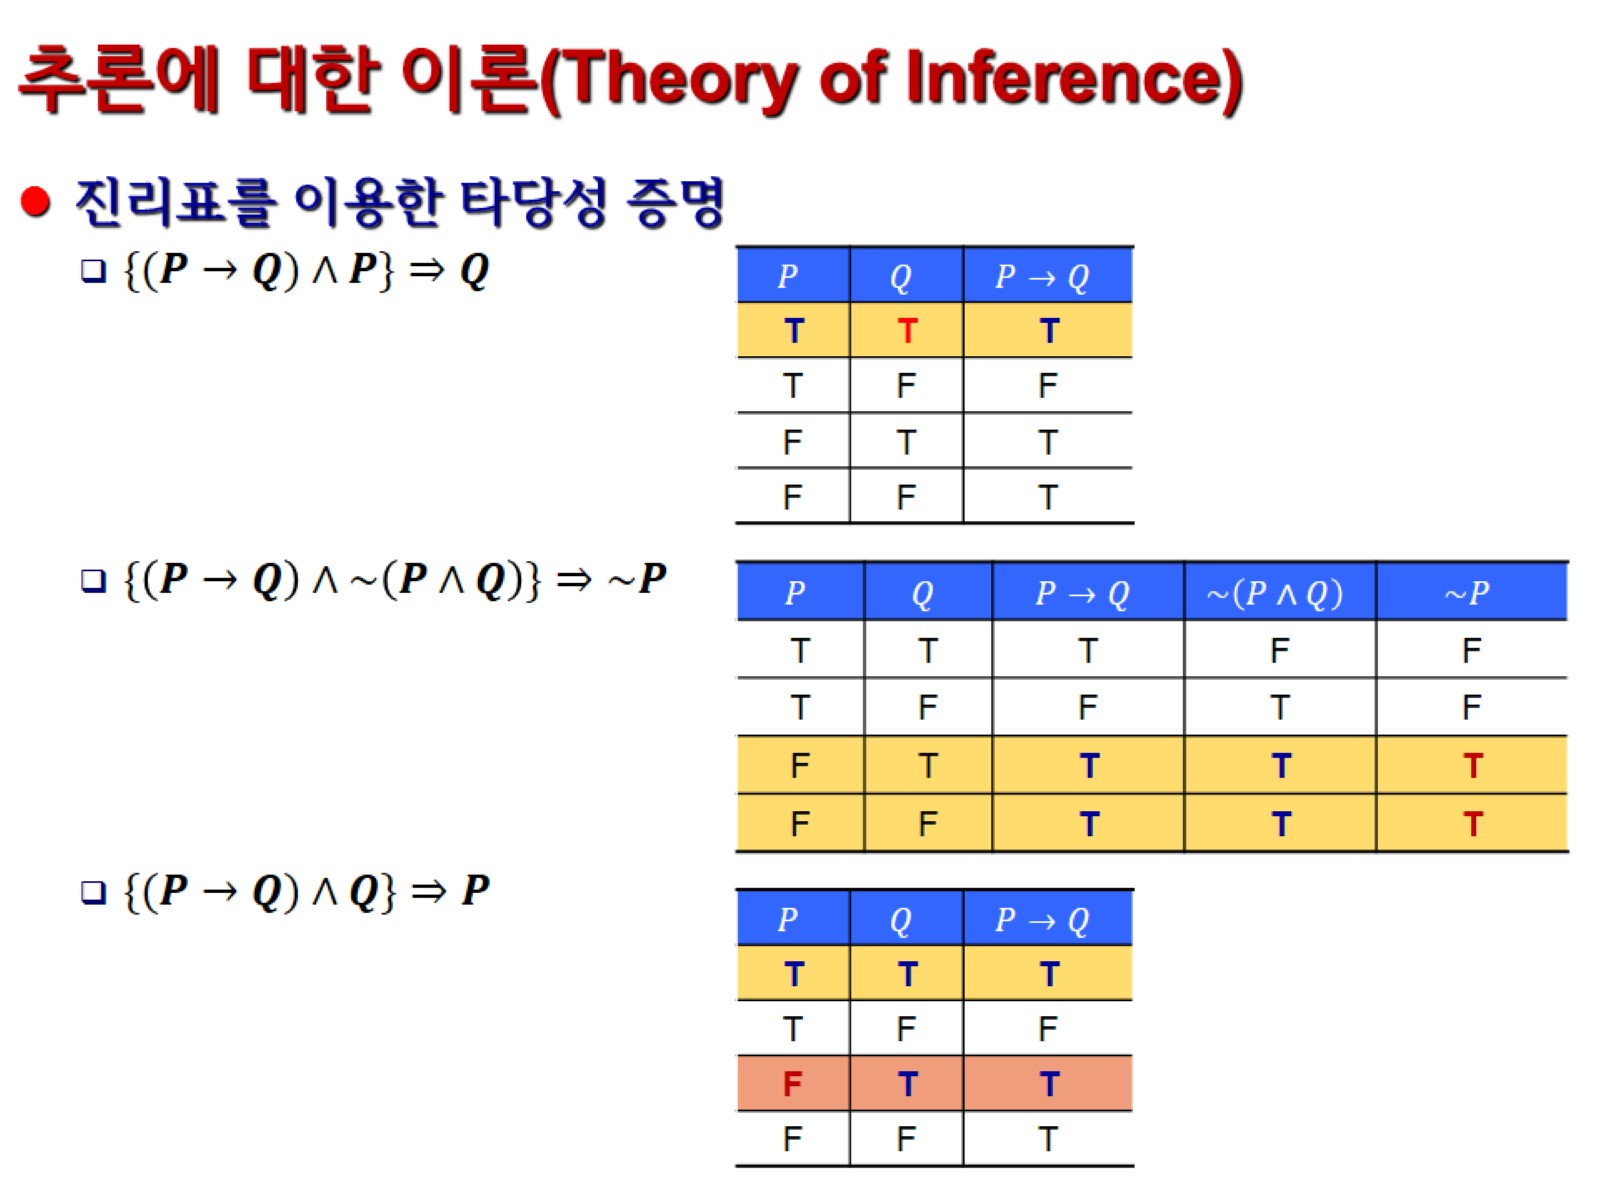 추론에 대한 이론(Theory of Inference)
진리표를 이용한 타당성 증명
{(P → Q) ∧ P} ⇒ Q
P Q P → Q
T T T
T F F
F T T
F F T
{(P → Q) ∧ ~(P ∧ Q)} ⇒ ~P
P Q P → Q ~(P ∧ Q) ~P
T T T F F
T F F T F
F T T T T
F F T T T
{(P → Q) ∧ Q} ⇒ P
P Q P → Q
T T T
T F F
F T T
F F T